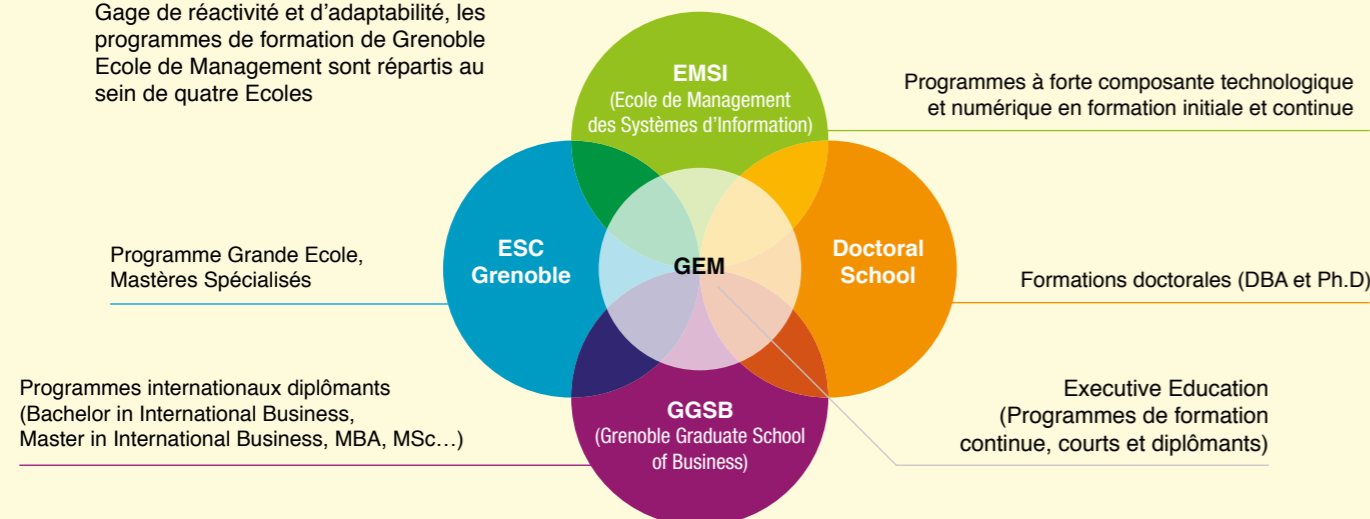 Gage de réactivité et d’adaptabilité, les
programmes de formation de Grenoble
Ecole de Management sont répartis au
sein de quatre Ecoles
EMSI
(Ecole de Management
des Systèmes d’Information)
Programmes à forte composante technologique
et numérique en formation initiale et continue
Programme Grande Ecole,
Mastères Spécialisés
ESC
Grenoble
GEM
Doctoral
School
Formations doctorales (DBA et Ph.D)
Programmes internationaux diplômants
(Bachelor in International Business,
Master in International Business, MBA, MSc…)
GGSB
(Grenoble Graduate School
of Business)
Executive Education
(Programmes de formation
continue, courts et diplômants)